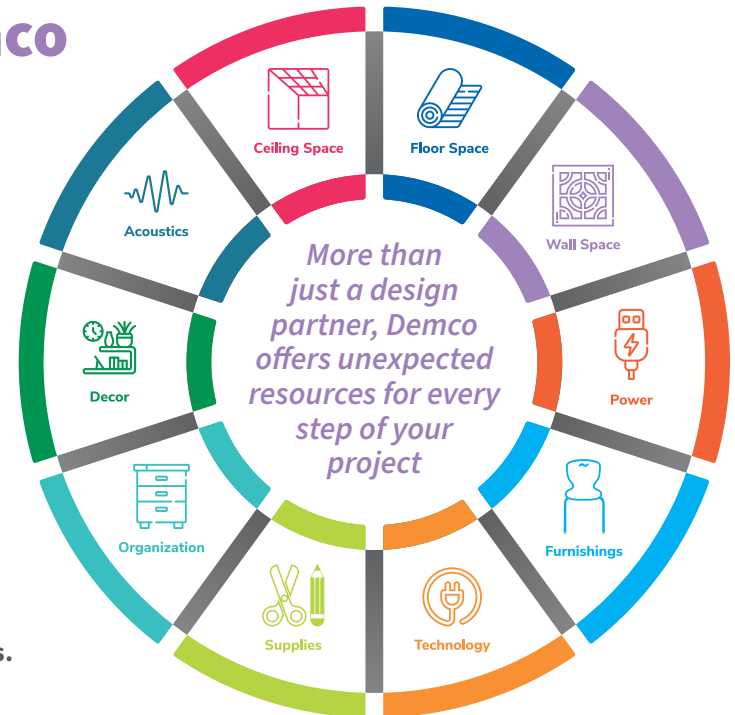 nco
Ceiling Space
Floor Space
Acoustics
Wall Space
More than
just a design
partner, Demco
offers unexpected
resources for every
step of your
project
Decor
Power
Organization
Furnishings
Supplies
Technology
s.